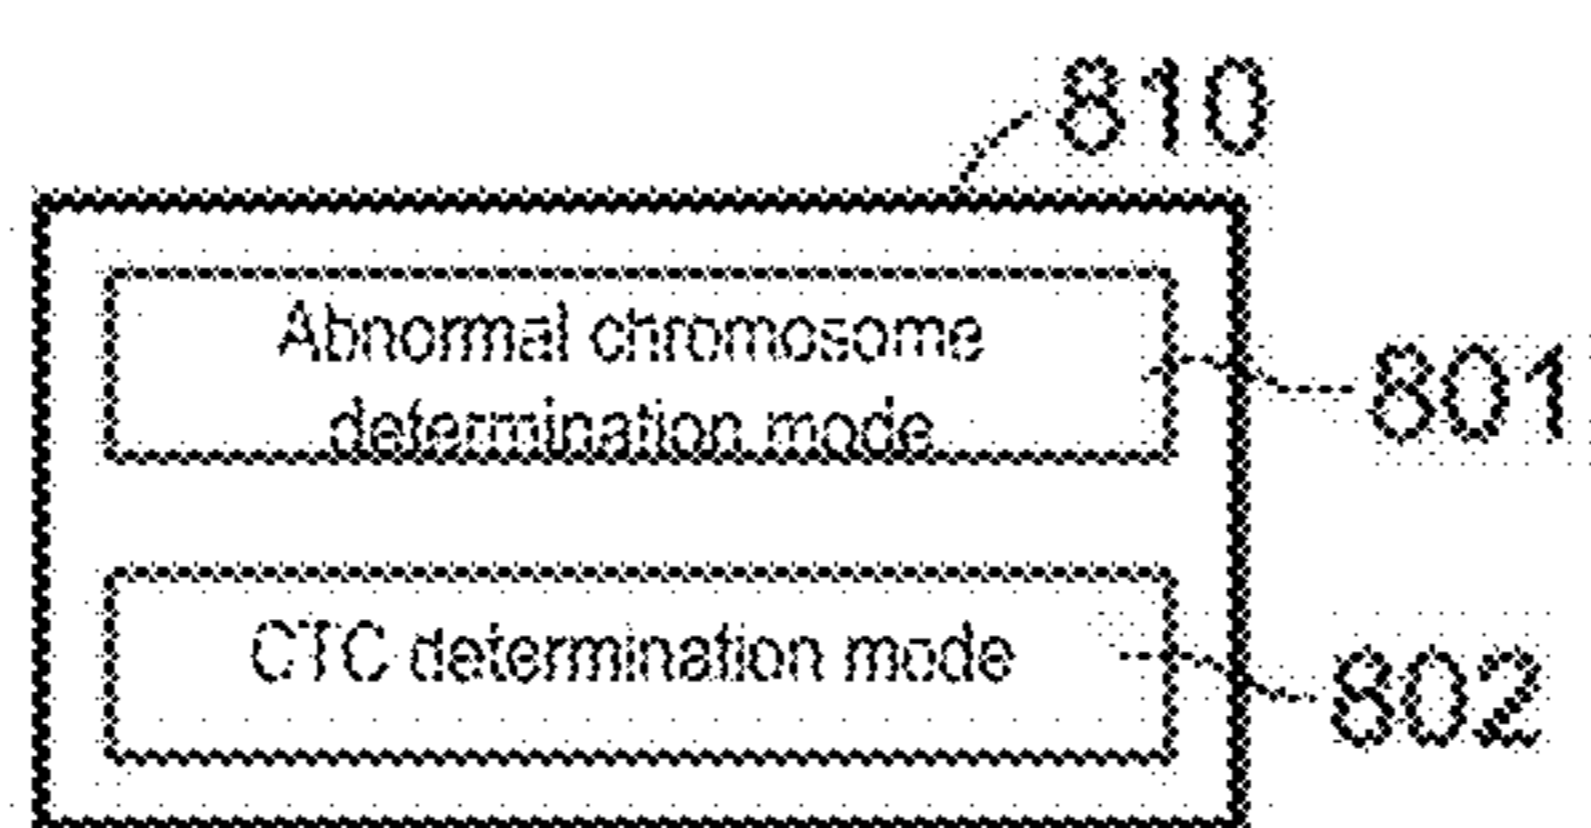 810
Abnormal chromosome
determination mode
801
CTC determination mode
802